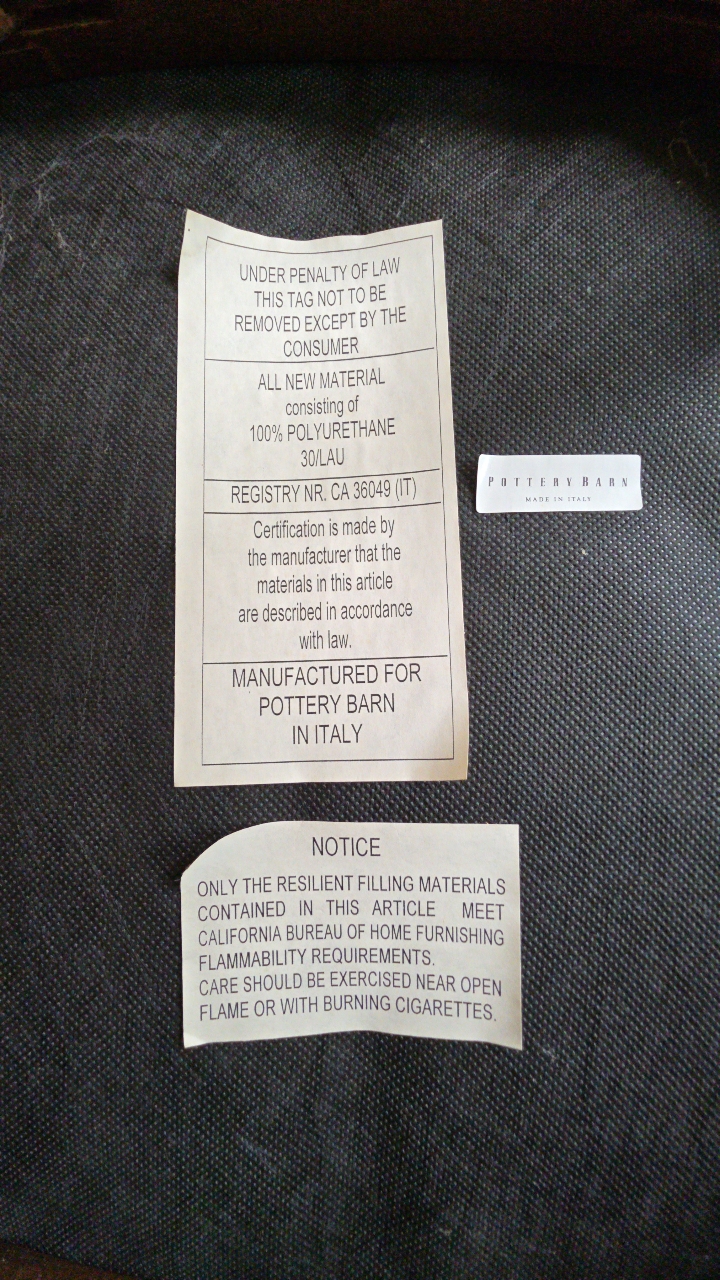 UNDER PENALTY OF LAW
THIS TAG NOT TO BE
REMOVED EXCEPT BY THE
CONSUMER
ALL NEW MATERIAL
consisting of
100% POLYURETHANE
30/LAU
REGISTRY NR. CA 36049 (IT)
Certification is made by
the manufacturer that the
materials in this article
are described in accordance
with law.
MANUFACTURED FOR
POTTERY BARN
IN ITALY
POTTERY BARN
MADE IN ITALY
NOTICE
ONLY THE RESILIENT FILLING MATERIALS
CONTAINED IN THIS ARTICLE MEET
CALIFORNIA BUREAU OF HOME FURNISHING
FLAMMABILITY REQUIREMENTS.
CARE SHOULD BE EXERCISED NEAR OPEN
FLAME OR WITH BURNING CIGARETTES.